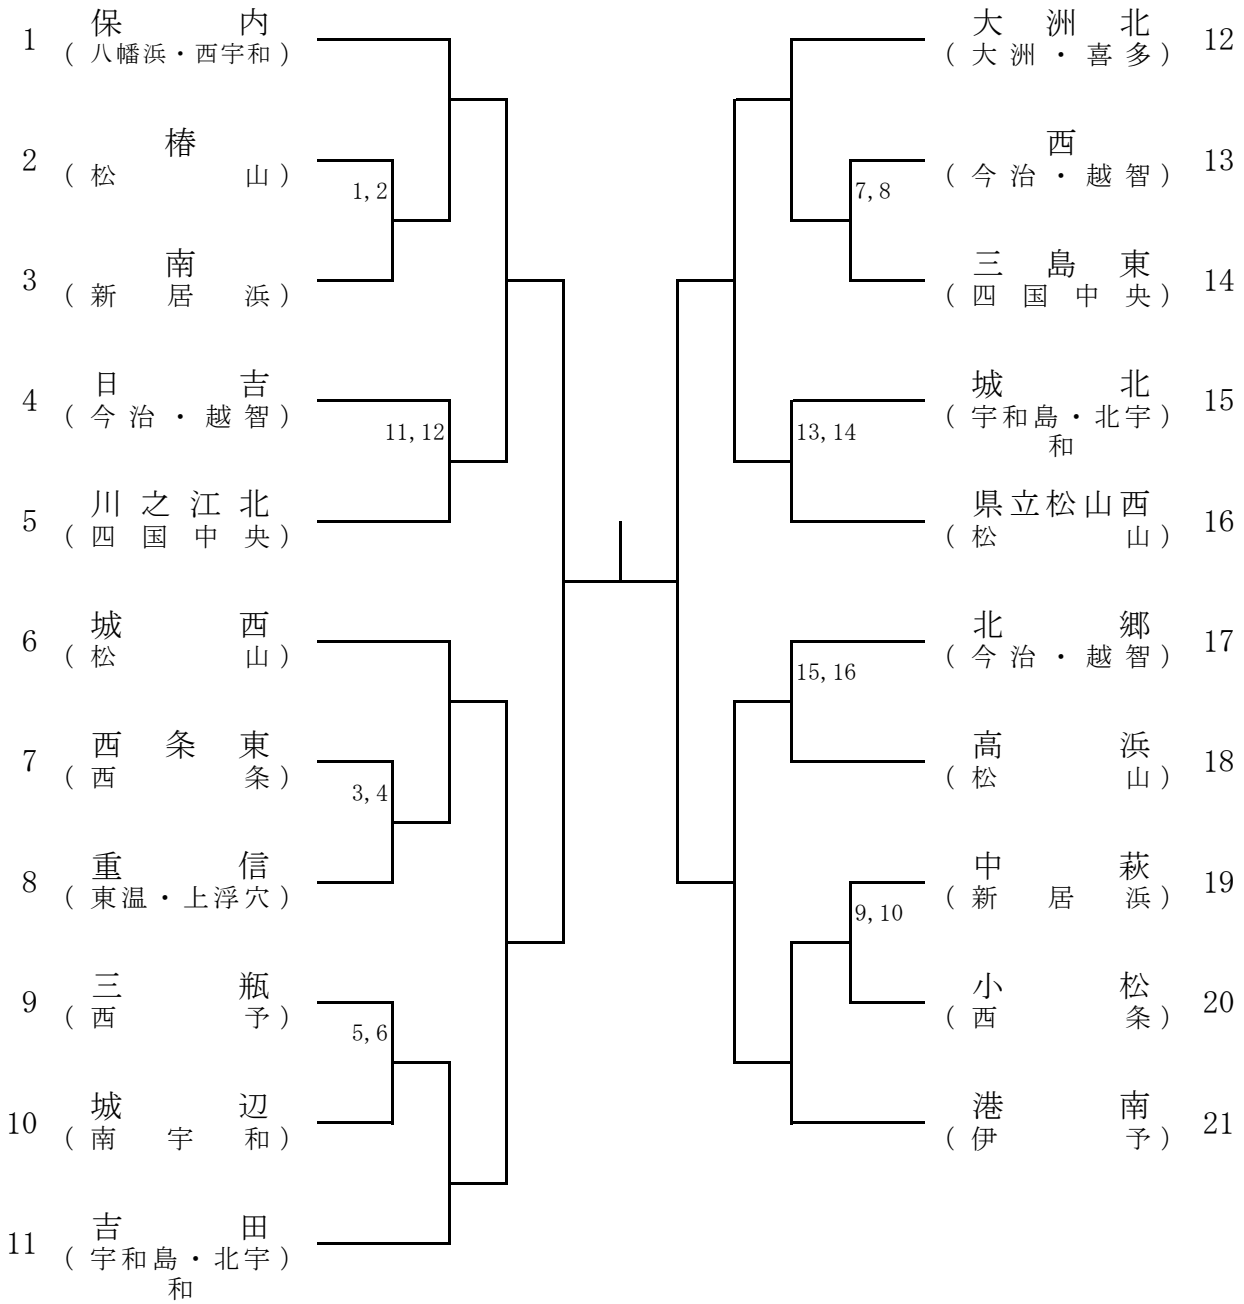 1 保内
(八幡浜・西宇和)
2 椿
(松山)
1,2
3 南
(新居浜)
4 日吉
(今治・越智)
11,12
5 川之江北
(四国中央)
6 城西
(松山)
7 西条東
(西条)
3,4
8 重信
(東温・上浮穴)
9 三瓶
(西予)
5,6
10 城辺
(南宇和)
11 吉田
(宇和島・北宇
和)
大洲北 12
(大洲・喜多)
西 13
(今治・越智)
7,8
三島東 14
(四国中央)
城北 15
(宇和島・北宇)
和
13,14
県立松山西 16
(松山)
北郷 17
(今治・越智)
15,16
高浜 18
(松山)
中萩 19
(新居浜)
9,10
小松 20
(西条)
港南 21
(伊予)